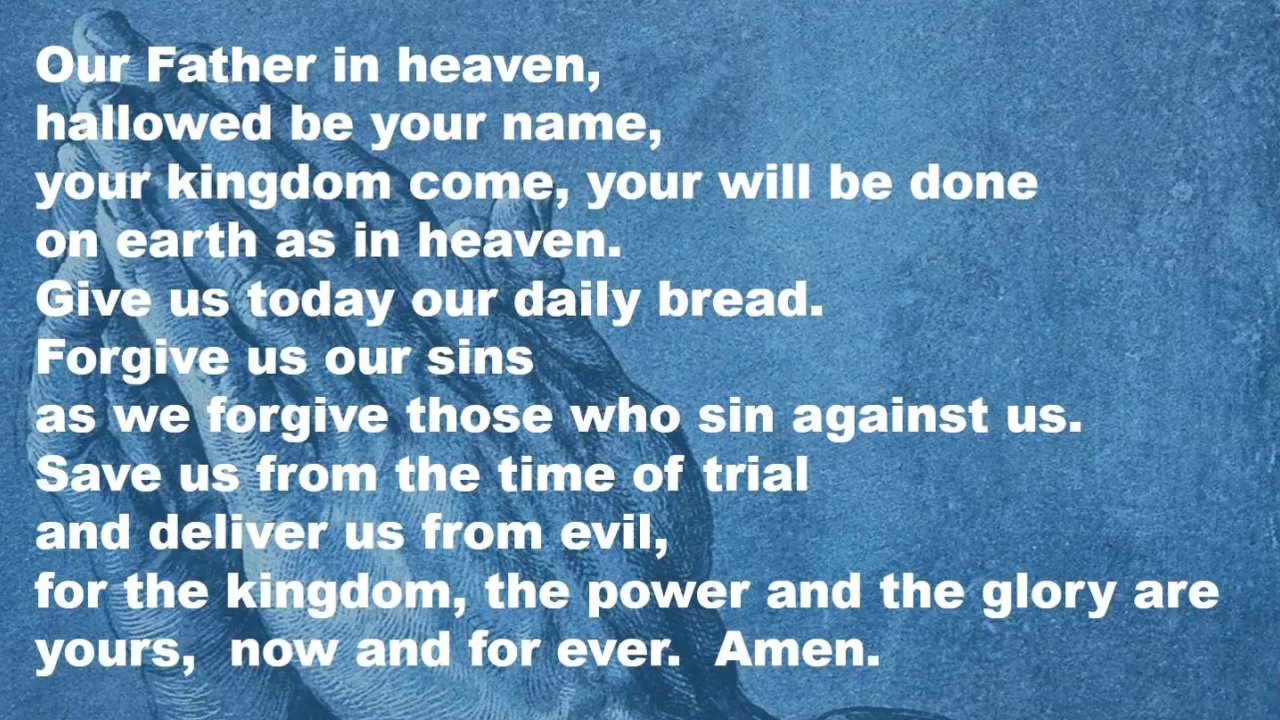 Our Father in heaven,
hallowed be your name,
your kingdom come, your will be done
on earth as in heaven.
Give us today our daily bread.
Forgive us our sins
as we forgive those who sin against us.
Save us from the time of trial
and deliver us from evil,
for the kingdom, the power and the glory are
yours,  now and for ever.  Amen.